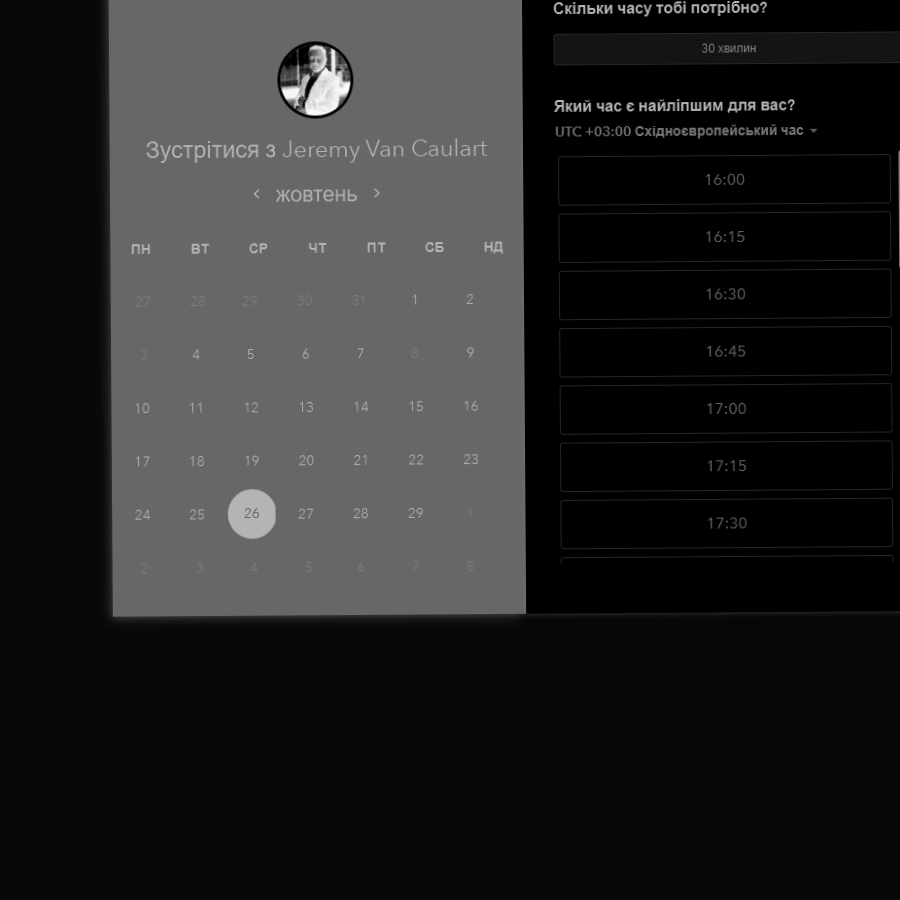 Зустрітися з Jeremy Van Caulart
жовтень
ПН ВТ СР ЧТ ПТ СБ НД
27 28 29 30 31 1 2
3 4 5 6 7 8 9
10 11 12 13 14 15 16
17 18 19 20 21 22 23
24 25 26 27 28 29 1
2 3 4 5 6 7 8
Скільки часу тобі потрібно?
30 хвилин
Який час є найліпшим для вас?
UTC +03:00 Східноєвропейський час
16:00
16:15
16:30
16:45
17:00
17:15
17:30